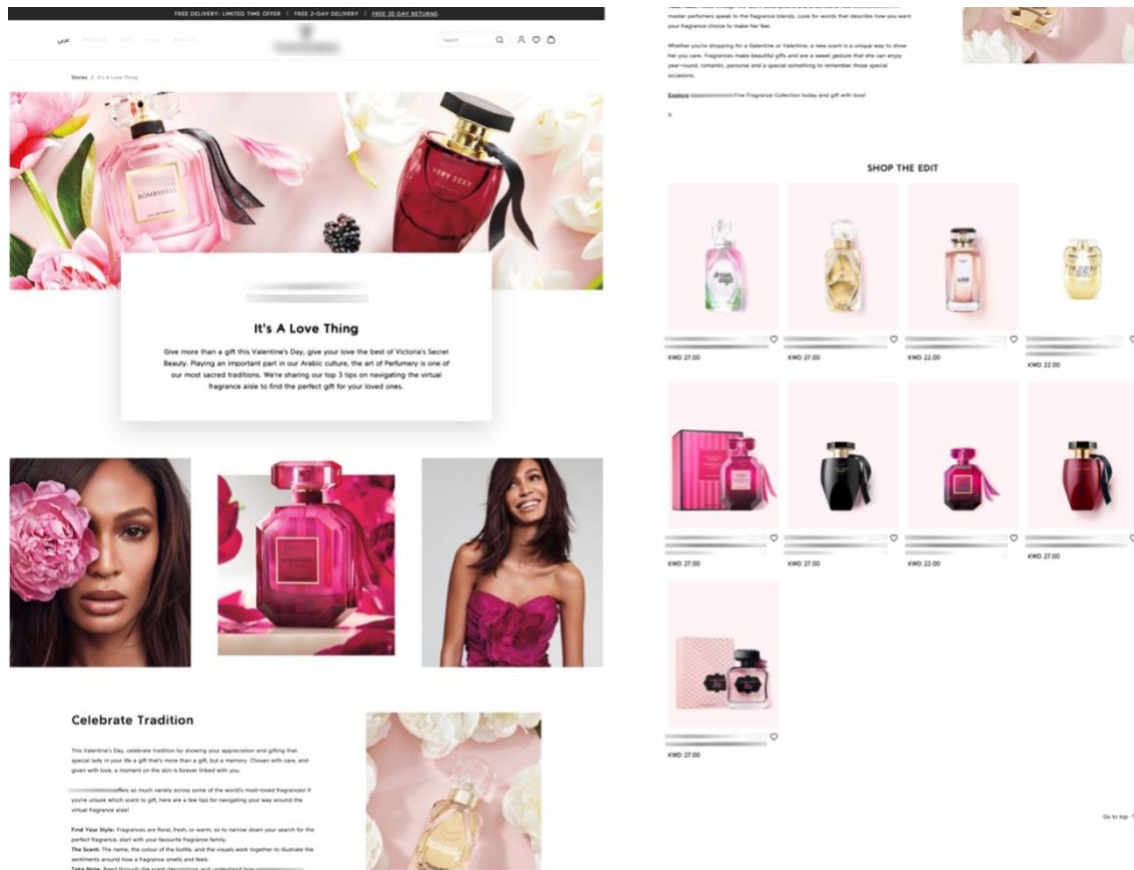 FREE DELIVERY: LIMITED TIME OFFER | FREE 2-DAY DELIVERY | FREE 30 DAY RETURNS
عربي
Search
Stories / It's A Love Thing
BOMBSHELL
EAU DE PARFUM
VERY SEXY
It's A Love Thing
Give more than a gift this Valentine's Day, give your love the best of Victoria's Secret
Beauty. Playing an important part in our Arabic culture, the art of Perfumery is one of
our most sacred traditions. We're sharing our top 3 tips on navigating the virtual
fragrance aisle to find the perfect gift for your loved ones.
BOMBSHELL
Celebrate Tradition
This Valentine's Day, celebrate tradition by showing your appreciation and gifting that
special lady in your life a gift that's more than a gift, but a memory. Chosen with care, and
given with love, a moment on the skin is forever linked with you.
offers so much variety across some of the world's most-loved fragrances! If
you're unsure which scent to gift, here are a few tips for navigating your way around the
virtual fragrance aisle!
Find Your Style: Fragrances are floral, fresh, or warm, so to narrow down your search for the
perfect fragrance, start with your favourite fragrance family.
The Scent: The name, the colour of the bottle, and the visuals work together to illustrate the
sentiments around how a fragrance smells and feels.
Take Note: Read through the scent descriptions and understand how
master perfumers speak to the fragrance blends. Look for words that describe how you want
your fragrance choice to make her feel.
Whether you're shopping for a Galentine or Valentine, a new scent is a unique way to show
her you care. Fragrances make beautiful gifts and are a sweet gesture that she can enjoy
year-round, romantic, personal and a special something to remember those special
occasions.
Explore Fine Fragrance Collection today and gift with love!
x
SHOP THE EDIT
LOVE
KWD 27.00
KWD 27.00
KWD 22.00
KWD 22.00
KWD 27.00
KWD 27.00
KWD 22.00
KWD 27.00
KWD 27.00
Go to top